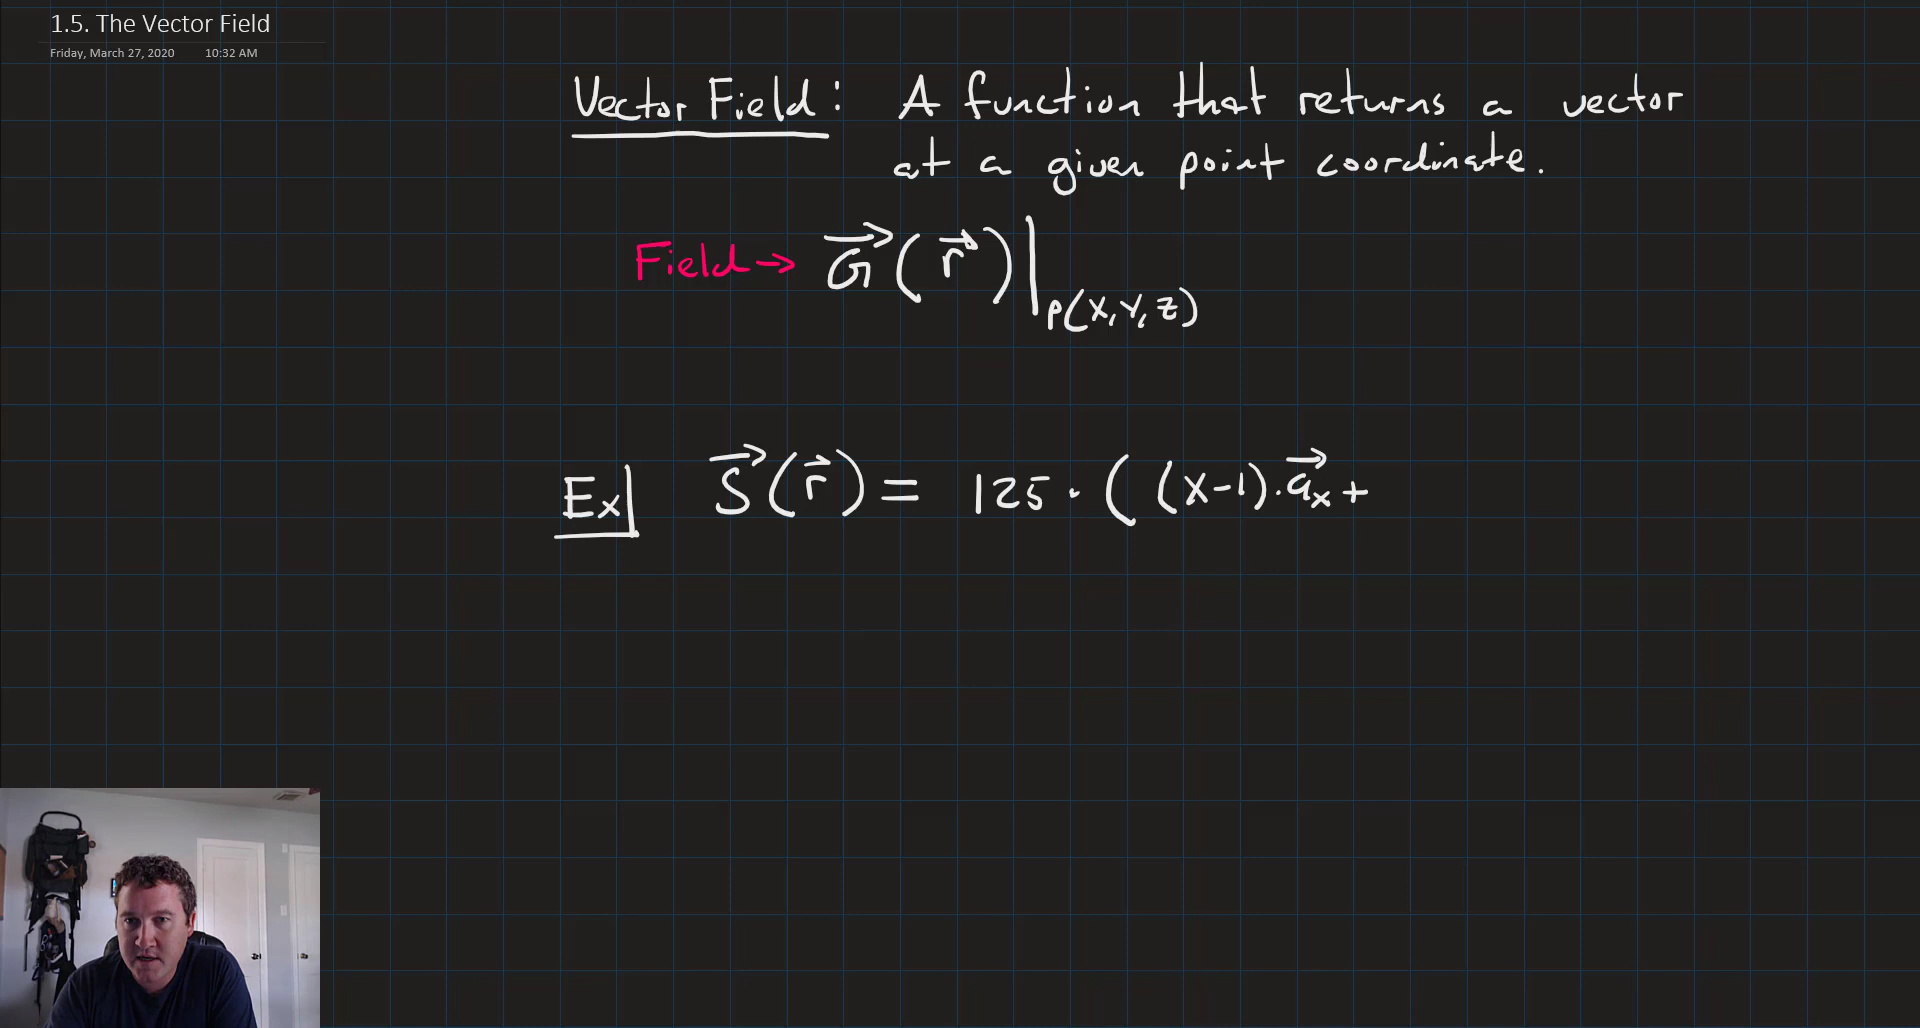 1.5. The Vector Field
Friday, March 27, 2020 10:32 AM
Vector Field: A function that returns a vector
at a given point coordinate.
Field → G⃗(r⃗)|P(x,y,z)
Ex| S⃗(r⃗) = 125 · ( (x-1)·a⃗x +